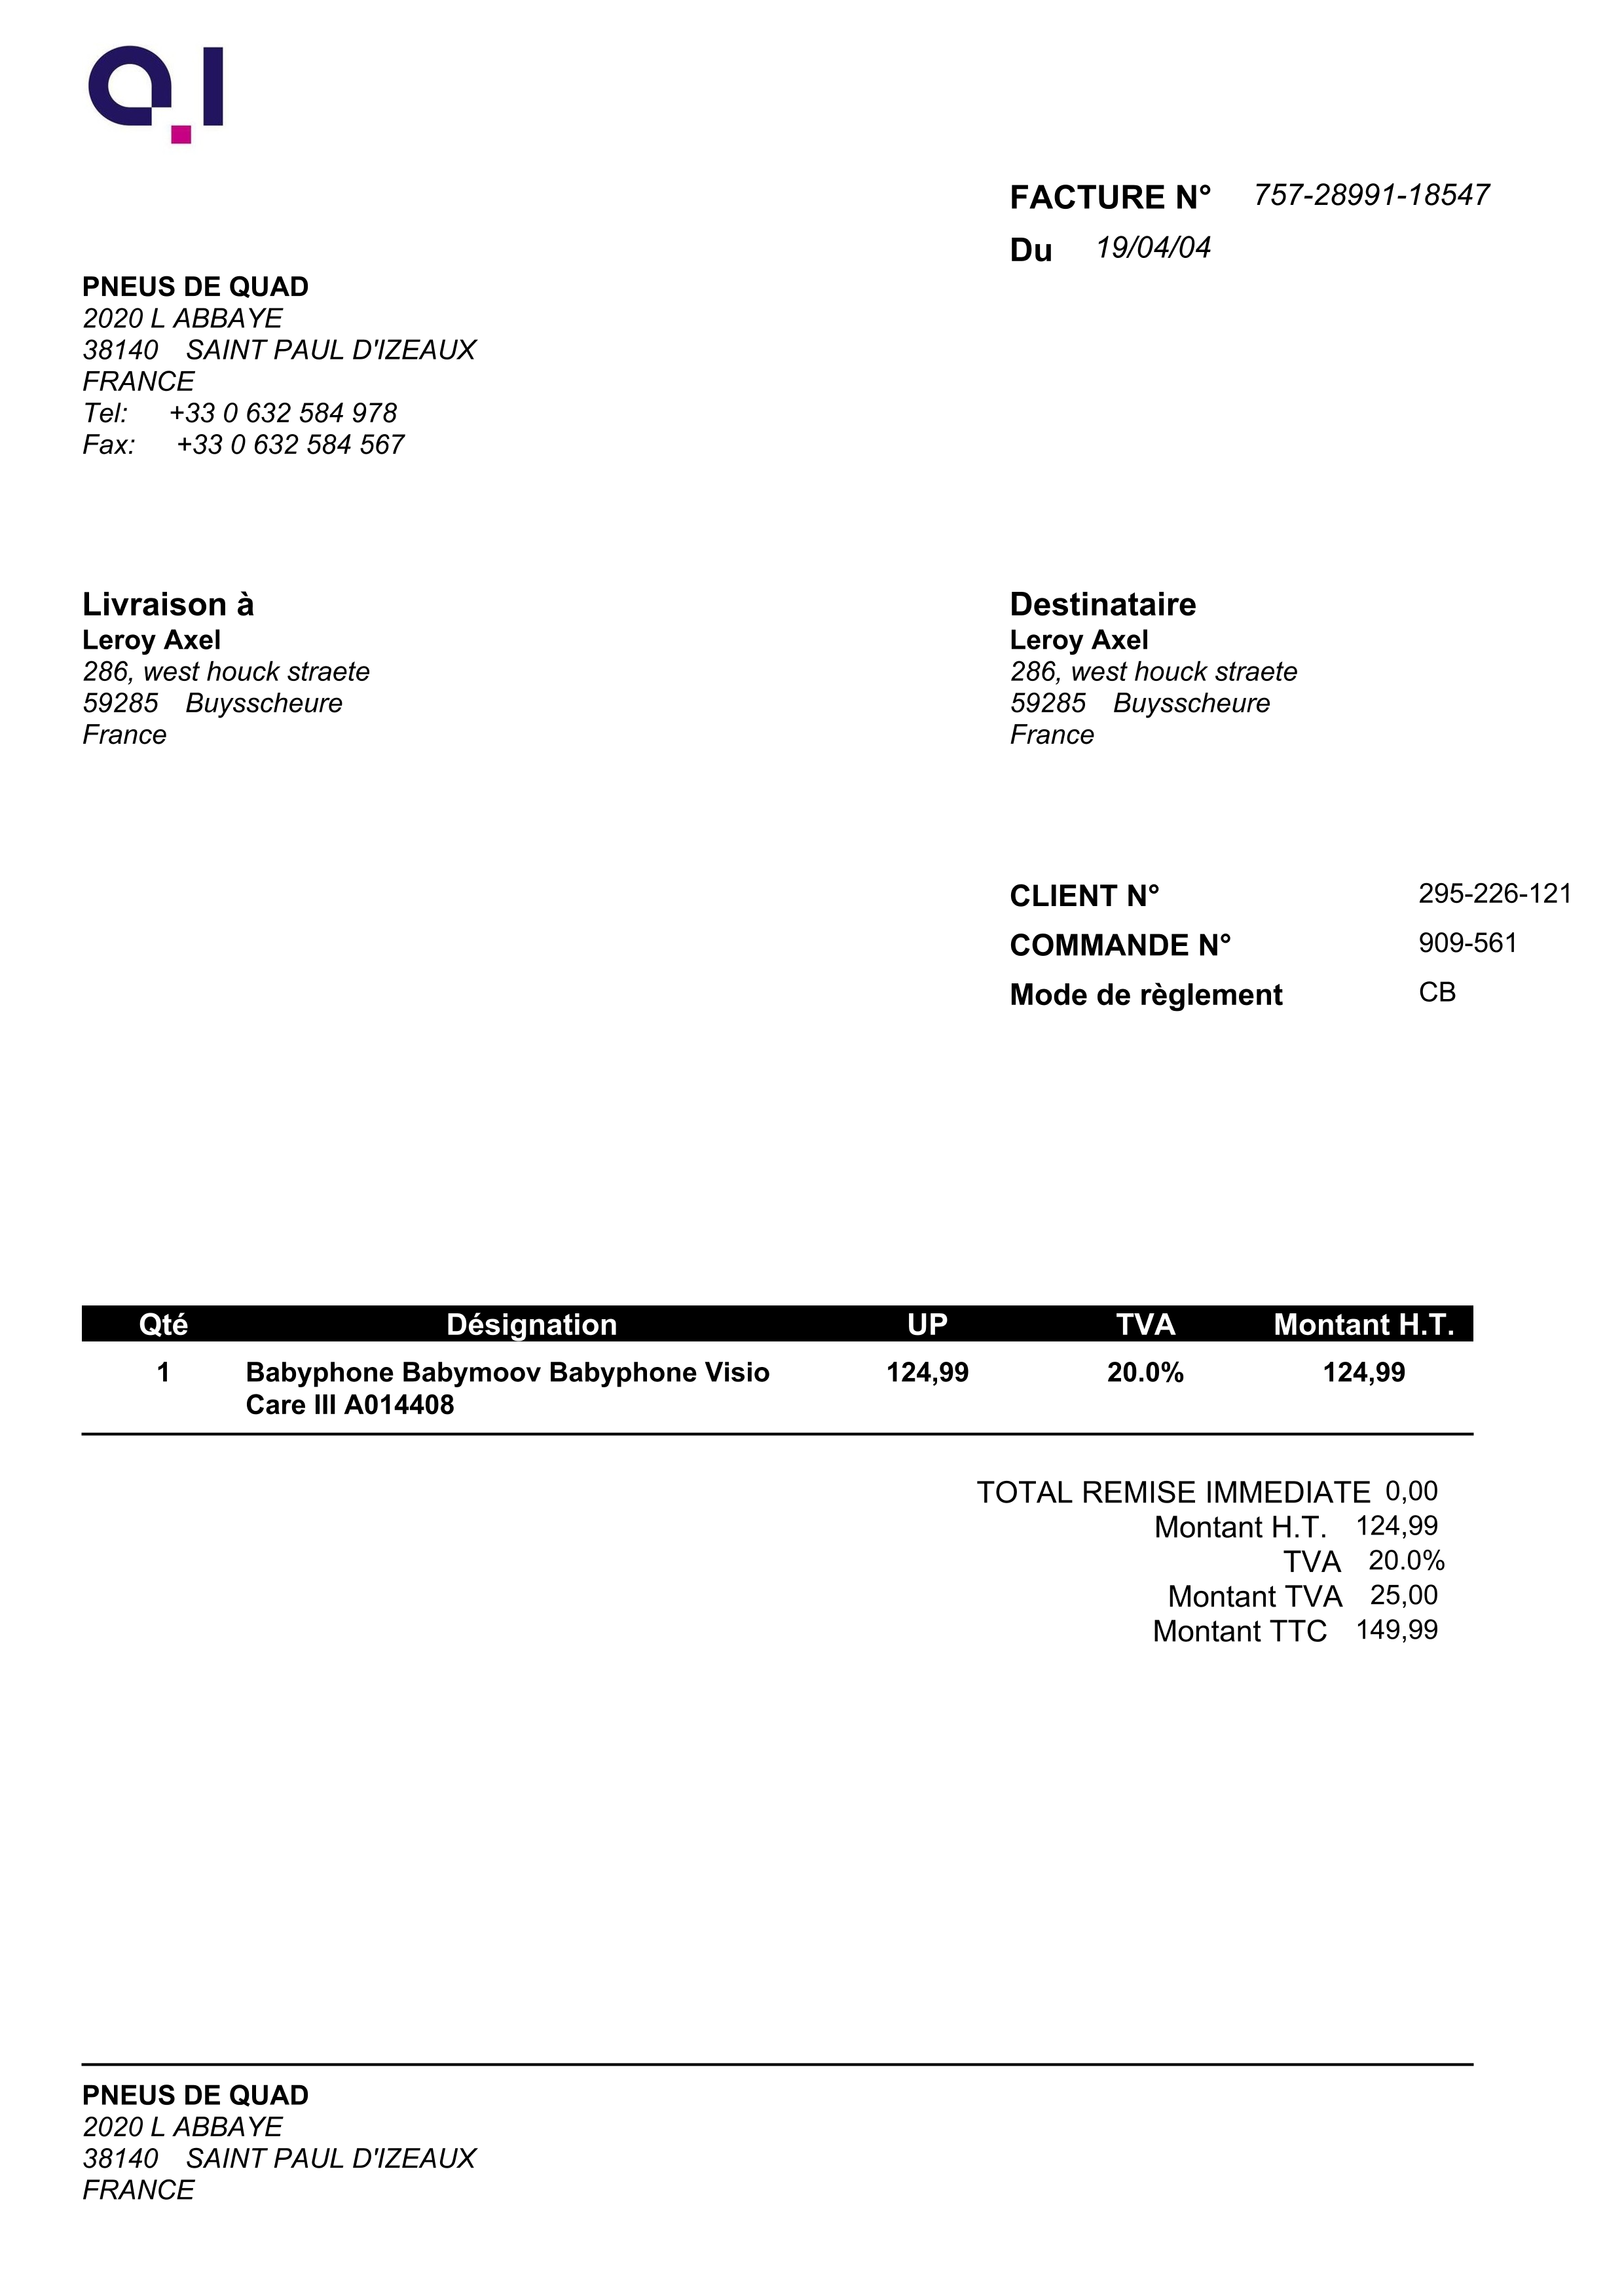 FACTURE N° 757-28991-18547
Du 19/04/04
PNEUS DE QUAD
2020 L ABBAYE
38140 SAINT PAUL D'IZEAUX
FRANCE
Tel: +33 0 632 584 978
Fax: +33 0 632 584 567
Livraison à
Leroy Axel
286, west houck straete
59285 Buysscheure
France
Destinataire
Leroy Axel
286, west houck straete
59285 Buysscheure
France
CLIENT N° 295-226-121
COMMANDE N° 909-561
Mode de règlement CB
Qté Désignation UP TVA Montant H.T.
1 Babyphone Babymoov Babyphone Visio 124,99 20.0% 124,99
Care III A014408
TOTAL REMISE IMMEDIATE 0,00
Montant H.T. 124,99
TVA 20.0%
Montant TVA 25,00
Montant TTC 149,99
PNEUS DE QUAD
2020 L ABBAYE
38140 SAINT PAUL D'IZEAUX
FRANCE